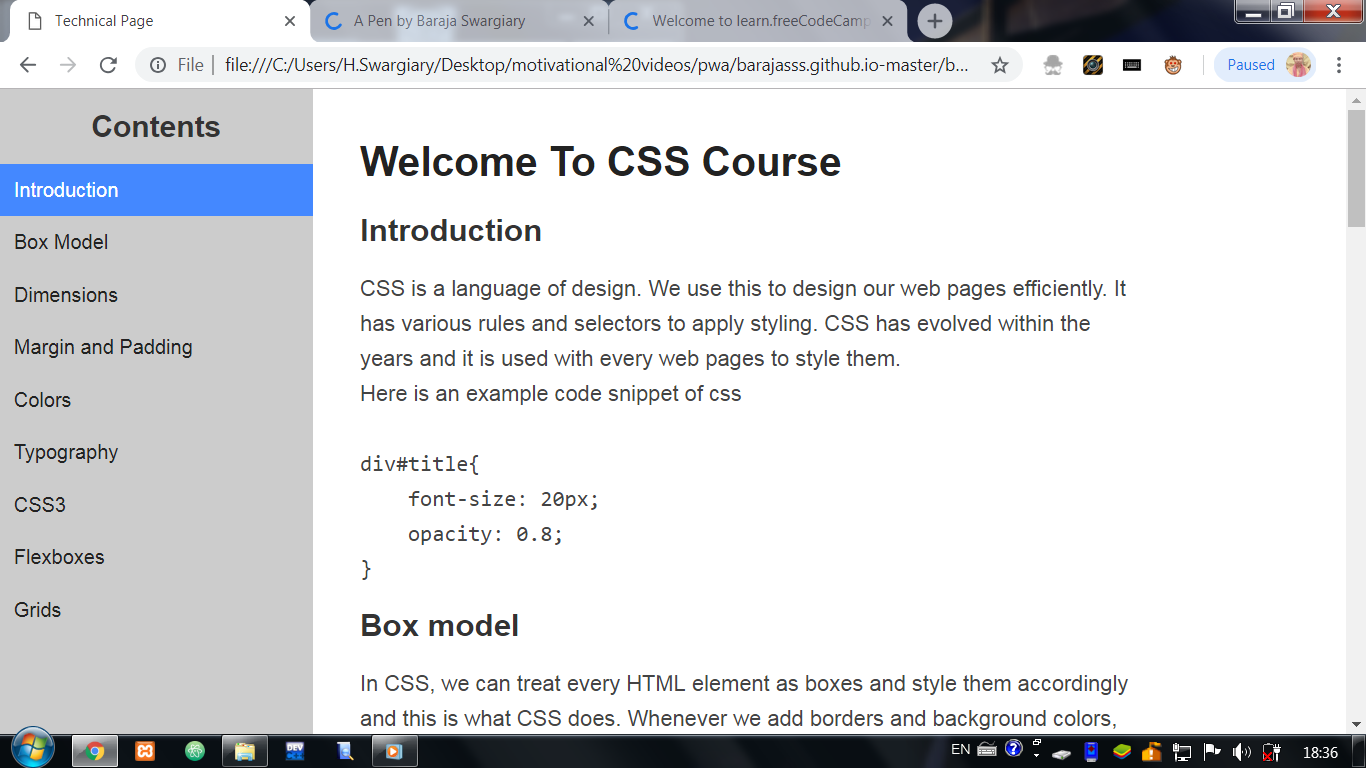 Technical Page
A Pen by Baraja Swargiary
Welcome to learn.freeCodeCamp
File
file:///C:/Users/H.Swargiary/Desktop/motivational%20videos/pwa/barajasss.github.io-master/b...
Paused
Contents
Introduction
Box Model
Dimensions
Margin and Padding
Colors
Typography
CSS3
Flexboxes
Grids
Welcome To CSS Course
Introduction
CSS is a language of design. We use this to design our web pages efficiently. It
has various rules and selectors to apply styling. CSS has evolved within the
years and it is used with every web pages to style them.
Here is an example code snippet of css
div#title{
    font-size: 20px;
    opacity: 0.8;
}
Box model
In CSS, we can treat every HTML element as boxes and style them accordingly
and this is what CSS does. Whenever we add borders and background colors,
DEV
EN
18:36